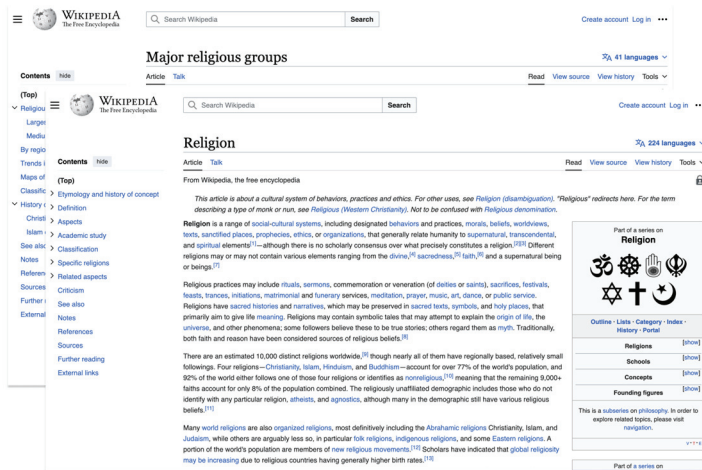 WIKIPEDIA
The Free Encyclopedia
Search Wikipedia
Search
Create account Log in •••
Major religious groups
41 languages
Contents hide
Article Talk
Read View source View history Tools
(Top)
By regio
Maps of
Classific
History
Christi
Islam
See also
Notes
Referen
Sources
Further
External
WIKIPEDIA
The Free Encyclopedia
Search Wikipedia
Search
Create account Log in
Religion
224 languages
Contents hide
Article Talk
Read View source View history Tools
(Top)
Etymology and history of concept
Definition
Aspects
Academic study
Classification
Specific religions
Related aspects
Criticism
See also
Notes
References
Sources
Further reading
External links
From Wikipedia, the free encyclopedia
This article is about a cultural system of behaviors, practices and ethics. For other uses, see Religion (disambiguation). "Religious" redirects here. For the term
describing a type of monk or nun, see Religious (Western Christianity). Not to be confused with Religious denomination.
Religion is a range of social-cultural systems, including designated behaviors and practices, morals, beliefs, worldviews,
texts, sanctified places, prophecies, ethics, or organizations, that generally relate humanity to supernatural, transcendental,
and spiritual elements[1]—although there is no scholarly consensus over what precisely constitutes a religion.[2][3] Different
religions may or may not contain various elements ranging from the divine,[4] sacredness,[5] faith,[6] and a supernatural being
or beings.[7]
Religious practices may include rituals, sermons, commemoration or veneration (of deities or saints), sacrifices, festivals,
feasts, trances, initiations, matrimonial and funerary services, meditation, prayer, music, art, dance, or public service.
Religions have sacred histories and narratives, which may be preserved in sacred texts, symbols, and holy places, that
primarily aim to give life meaning. Religions may contain symbolic tales that may attempt to explain the origin of life, the
universe, and other phenomena; some followers believe these to be true stories; others regard them as myth. Traditionally,
both faith and reason have been considered sources of religious beliefs.[8]
There are an estimated 10,000 distinct religions worldwide,[9] though nearly all of them have regionally based, relatively small
followings. Four religions—Christianity, Islam, Hinduism, and Buddhism—account for over 77% of the world's population, and
92% of the world either follows one of those four religions or identifies as nonreligious,[10] meaning that the remaining 9,000+
faiths account for only 8% of the population combined. The religiously unaffiliated demographic includes those who do not
identify with any particular religion, atheists, and agnostics, although many in the demographic still have various religious
beliefs.[11]
Many world religions are also organized religions, most definitively including the Abrahamic religions Christianity, Islam, and
Judaism, while others are arguably less so, in particular folk religions, indigenous religions, and some Eastern religions. A
portion of the world's population are members of new religious movements.[12] Scholars have indicated that global religiosity
may be increasing due to religious countries having generally higher birth rates.[13]
Part of a series on
Religion
Outline · Lists · Category · Index ·
History · Portal
Religions [show]
Schools [show]
Concepts [show]
Founding figures [show]
This is a subseries on philosophy. In order to
explore related topics, please visit
navigation.
V·T·E
Part of a series on